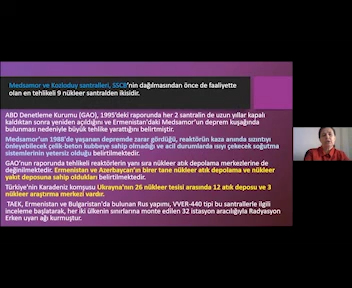 Medsamor ve Kozloduy santralleri, SSCB'nin dağılmasından önce de faaliyette
olan en tehlikeli 9 nükleer santralden ikisidir.
ABD Denetleme Kurumu (GAO), 1995'deki raporunda her 2 santralin de uzun yıllar kapalı
kaldıktan sonra yeniden açıldığını ve Ermenistan'daki Medsamor'un deprem kuşağında
bulunması nedeniyle büyük tehlike yarattığını belirtmiştir.
Medsamor'un 1988'de yaşanan depremde zarar gördüğü, reaktörün kaza anında sızıntıyı
önleyebilecek çelik-beton kubbeye sahip olmadığı ve acil durumlarda ısıyı çekecek soğutma
sistemlerinin yetersiz olduğu belirtilmektedir.
GAO'nun raporunda tehlikeli reaktörlerin yanı sıra nükleer atık depolama merkezlerine de
değinilmektedir. Ermenistan ve Azerbaycan'ın birer tane nükleer atık depolama ve nükleer
yakıt deposuna sahip oldukları belirtilmektedir.
Türkiye'nin Karadeniz komşusu Ukrayna'nın 26 nükleer tesisi arasında 12 atık deposu ve 3
nükleer araştırma merkezi vardır.
TAEK, Ermenistan ve Bulgaristan'da bulunan Rus yapımı, VVER-440 tipi bu santrallerle ilgili
inceleme başlatarak, her iki ülkenin sınırlarına monte edilen 32 istasyon aracılığıyla Radyasyon
Erken uyarı ağı kurmuştur.